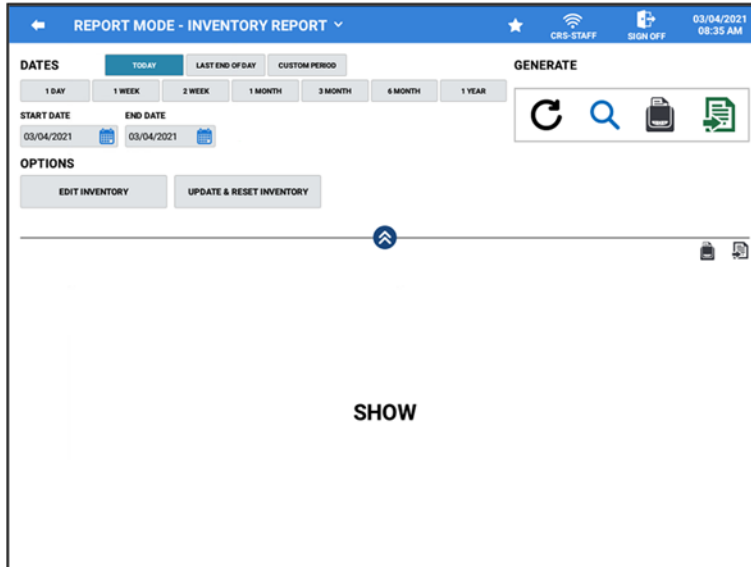 REPORT MODE - INVENTORY REPORT
CRS-STAFF
SIGN OFF
03/04/2021
08:35 AM
DATES
TODAY
LAST END OF DAY
CUSTOM PERIOD
GENERATE
1 DAY
1 WEEK
2 WEEK
1 MONTH
3 MONTH
6 MONTH
1 YEAR
START DATE
END DATE
03/04/2021
03/04/2021
OPTIONS
EDIT INVENTORY
UPDATE & RESET INVENTORY
SHOW